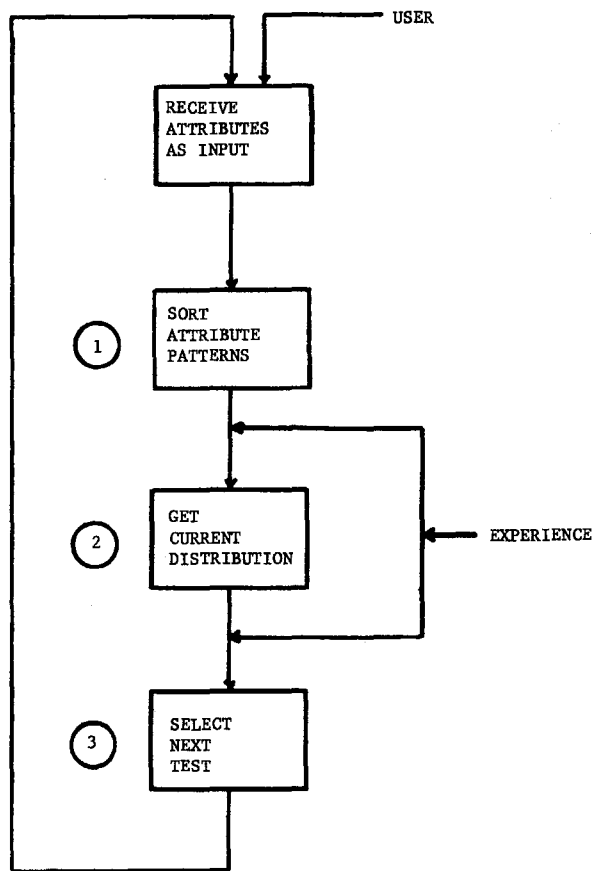 USER
RECEIVE
ATTRIBUTES
AS INPUT
1
SORT
ATTRIBUTE
PATTERNS
2
GET
CURRENT
DISTRIBUTION
EXPERIENCE
3
SELECT
NEXT
TEST